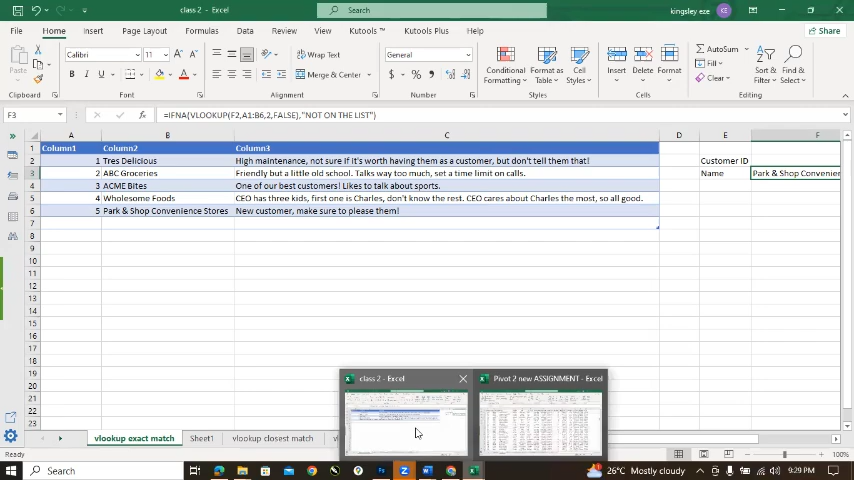 class 2 - Excel
Search
kingsley eze
KE
File Home Insert Draw Page Layout Formulas Data Review View Kutools ™ Kutools Plus
Share
Paste
Calibri 11
Wrap Text
Merge & Center
General
Conditional Formatting
Format as Table
Cell Styles
Insert Delete Format
AutoSum
Fill
Clear
Sort & Filter
Find & Select
Clipboard Font Alignment Number Styles Cells Editing
F3
=IFNA(VLOOKUP(F2,A1:B6,2,FALSE),"NOT ON THE LIST")
A B C D E F
1 Column1 Column2 Column3
2 1 Tres Delicious High maintenance, not sure if it's worth having them as a customer, but don't tell them that! Customer ID
3 2 ABC Groceries Friendly but a little old school. Talks way too much, set a time limit on calls. Name Park & Shop Convenien
4 3 ACME Bites One of our best customers! Likes to talk about sports.
5 4 Wholesome Foods CEO has three kids, first one is Charles, don't know the rest. CEO cares about Charles the most, so all good.
6 5 Park & Shop Convenience Stores New customer, make sure to please them!
7
8
9
10
11
12
13
14
15
16
17
18
19
20
21
22
23
class 2 - Excel
Pivot 2 new ASSIGNMENT - Excel
vlookup exact match Sheet1 vlookup closest match
100%
Search
26°C Mostly cloudy
9:29 PM